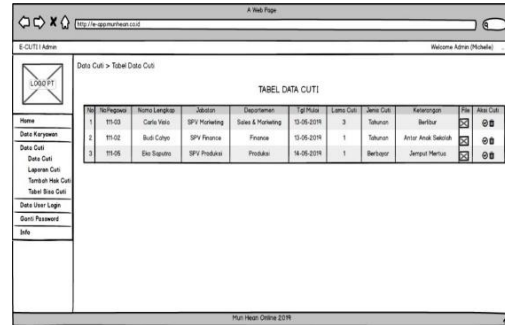 A Web Page
http://e-app.munhean.co.id
E-CUTI | Admin
Welcome Admin (Michelle)
LOGO PT
Data Cuti > Tabel Data Cuti
TABEL DATA CUTI
No No.Pegawai Nama Lengkap Jabatan Departemen Tgl Mulai Lama Cuti Jenis Cuti Keterangan File Aksi Cuti
1 111-03 Carla Vela SPV Marketing Sales & Marketing 13-05-2019 3 Tahunan Berlibur
2 111-02 Budi Cahyo SPV Finance Finance 13-05-2019 1 Tahunan Antar Anak Sekolah
3 111-05 Eko Saputra SPV Produksi Produksi 14-05-2019 1 Berbayar Jemput Mertua
Home
Data Karyawan
Data Cuti
Data Cuti
Laporan Cuti
Tambah Hak Cuti
Tabel Sisa Cuti
Data User Login
Ganti Password
Info
Mun Hean Online 2019